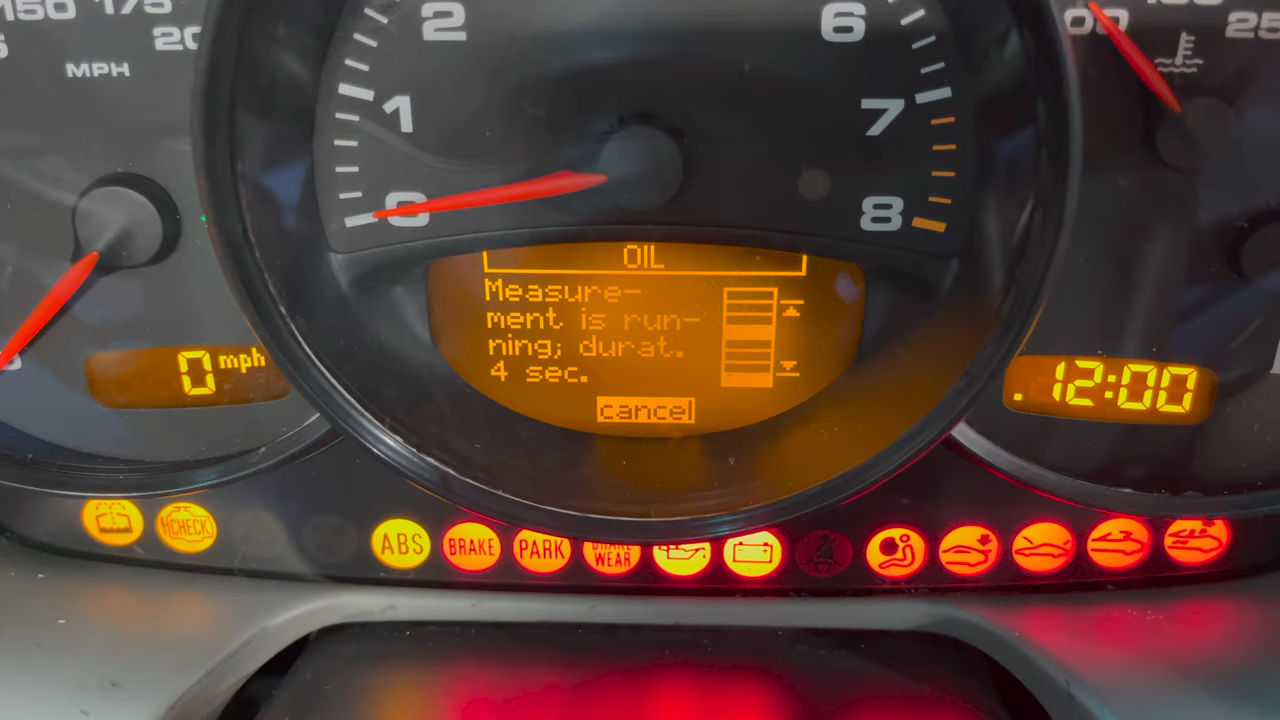 150 175
MPH
2
6
1
7
0
8
OIL
Measure-
ment is run-
ning; durat.
4 sec.
cancel
0 mph
12:00
CHECK
ABS
BRAKE
PARK
BRAKE
WEAR